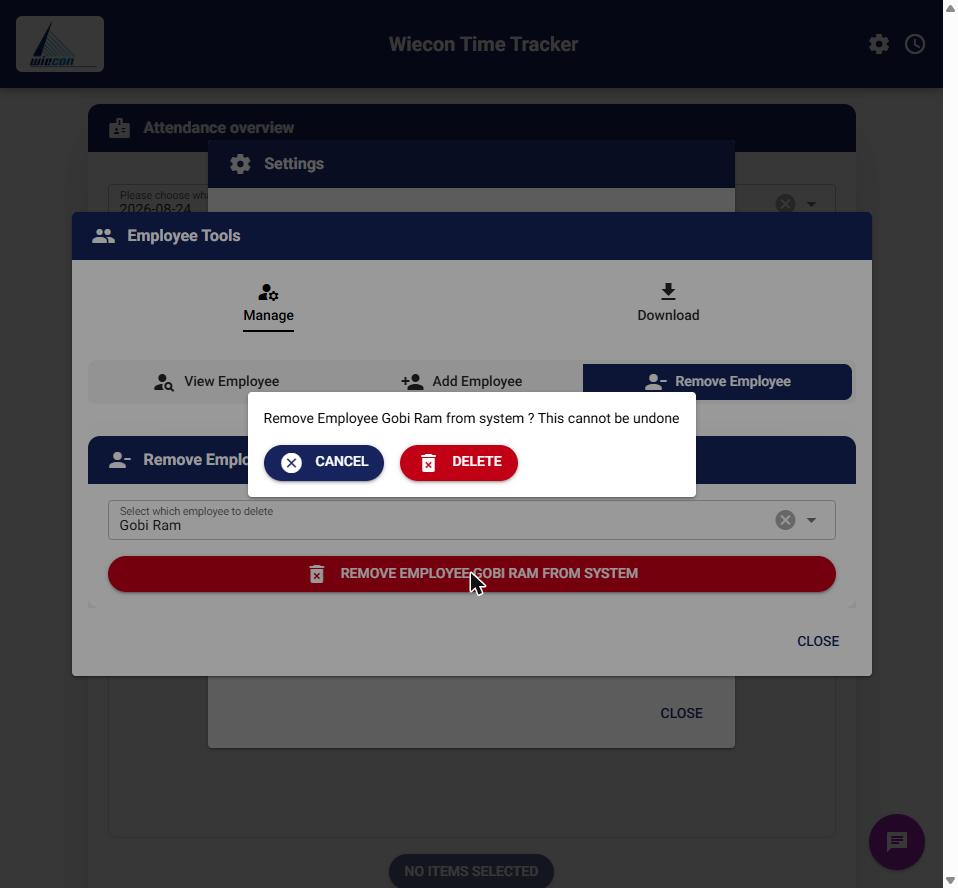 wiecon
Wiecon Time Tracker
Attendance overview
Settings
Please choose wh
2026-08-24
Employee Tools
Manage
Download
View Employee
Add Employee
Remove Employee
Remove Employee Gobi Ram from system ? This cannot be undone
CANCEL
DELETE
Remove Emplo
Select which employee to delete
Gobi Ram
REMOVE EMPLOYEE GOBI RAM FROM SYSTEM
CLOSE
CLOSE
NO ITEMS SELECTED